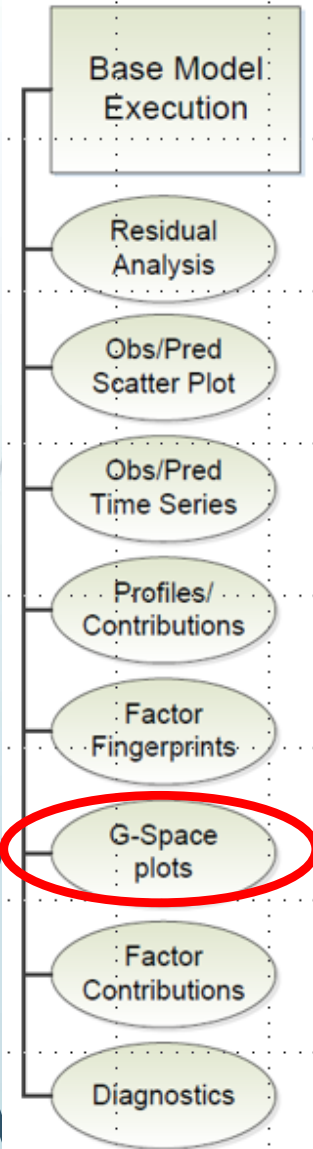 Base Model
Execution
Residual
Analysis
Obs/Pred
Scatter Plot
Obs/Pred
Time Series
Profiles/
Contributions
Factor
Fingerprints
G-Space
plots
Factor
Contributions
Diagnostics